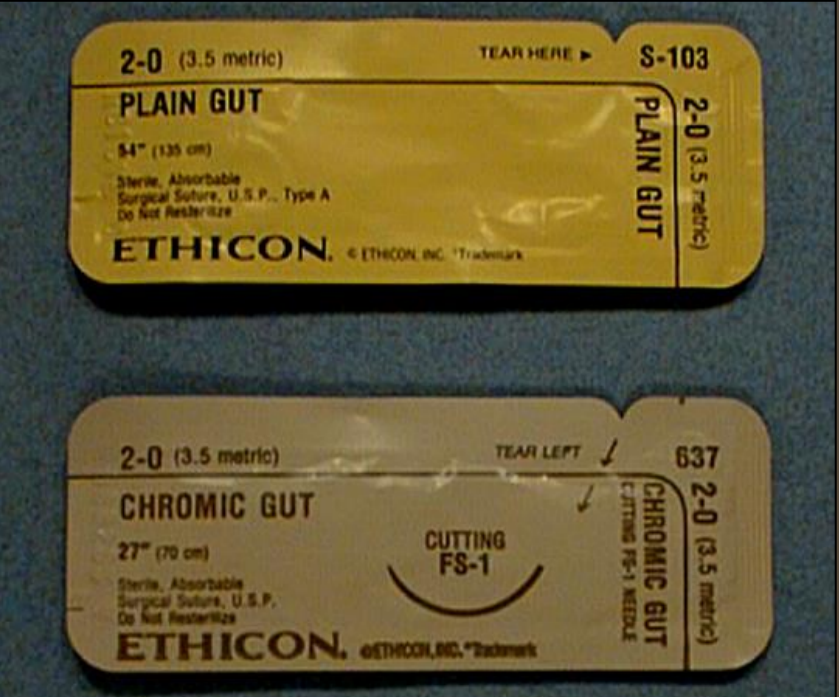 2-0 (3.5 metric) TEAR HERE ► S-103
PLAIN GUT
54" (135 cm)
Sterile, Absorbable
Surgical Suture, U.S.P., Type A
Do Not Resterilize
ETHICON. © ETHICON, INC. *Trademark
2-0 (3.5 metric)
PLAIN GUT
2-0 (3.5 metric) TEAR LEFT 637
CHROMIC GUT
27" (70 cm)
CUTTING
FS-1
Sterile, Absorbable
Surgical Suture, U.S.P.
Do Not Resterilize
ETHICON. ©ETHICON, INC. *Trademark
2-0 (3.5 metric)
CHROMIC GUT
CUTTING FS-1 NEEDLE